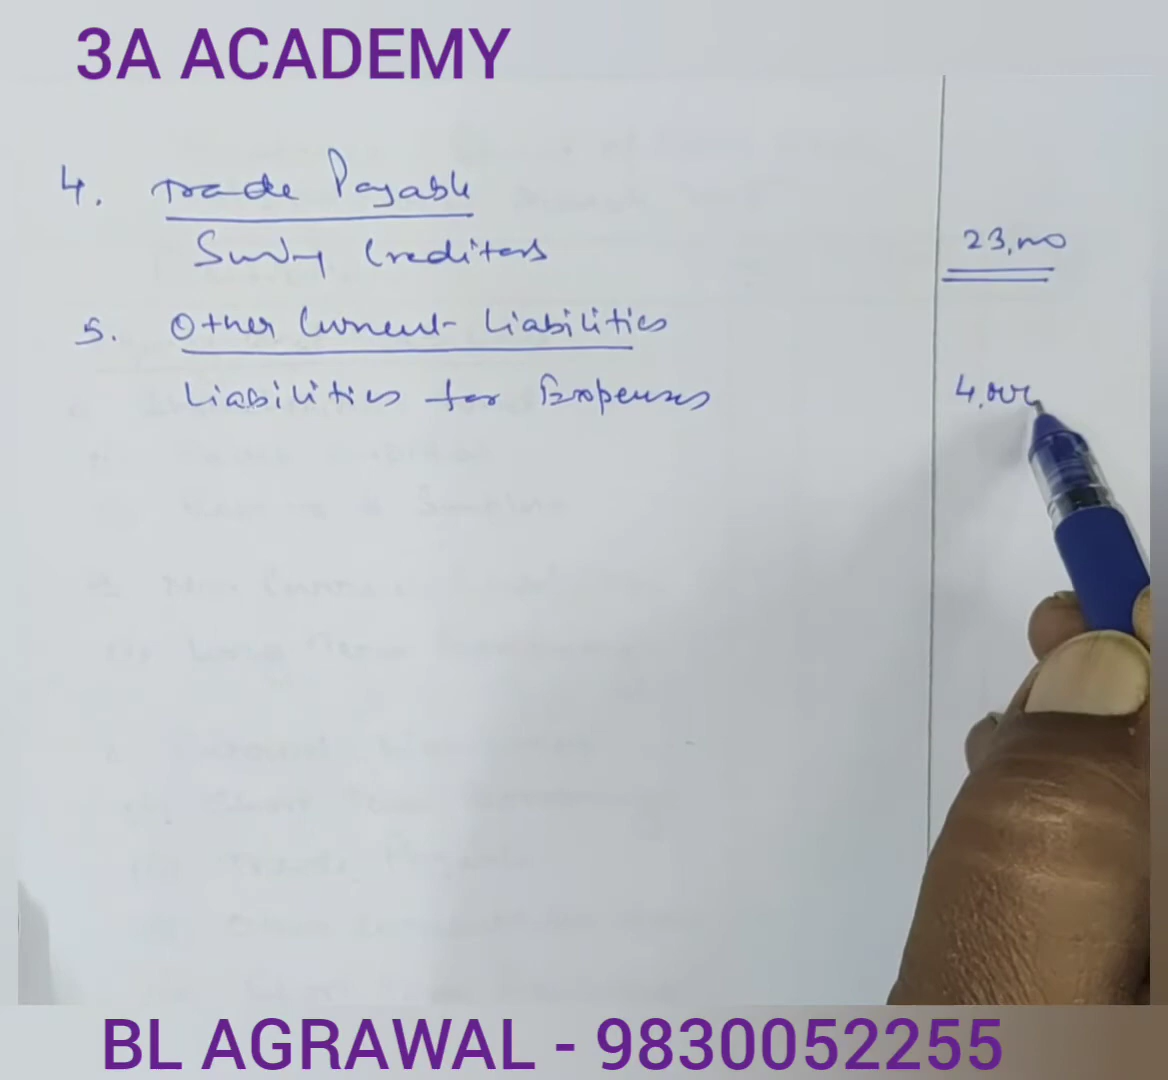 3A ACADEMY
4. Trade Payable
Sundry Creditors 23,000
5. Other Current Liabilities
Liabilities for Expenses 4,000
BL AGRAWAL - 9830052255